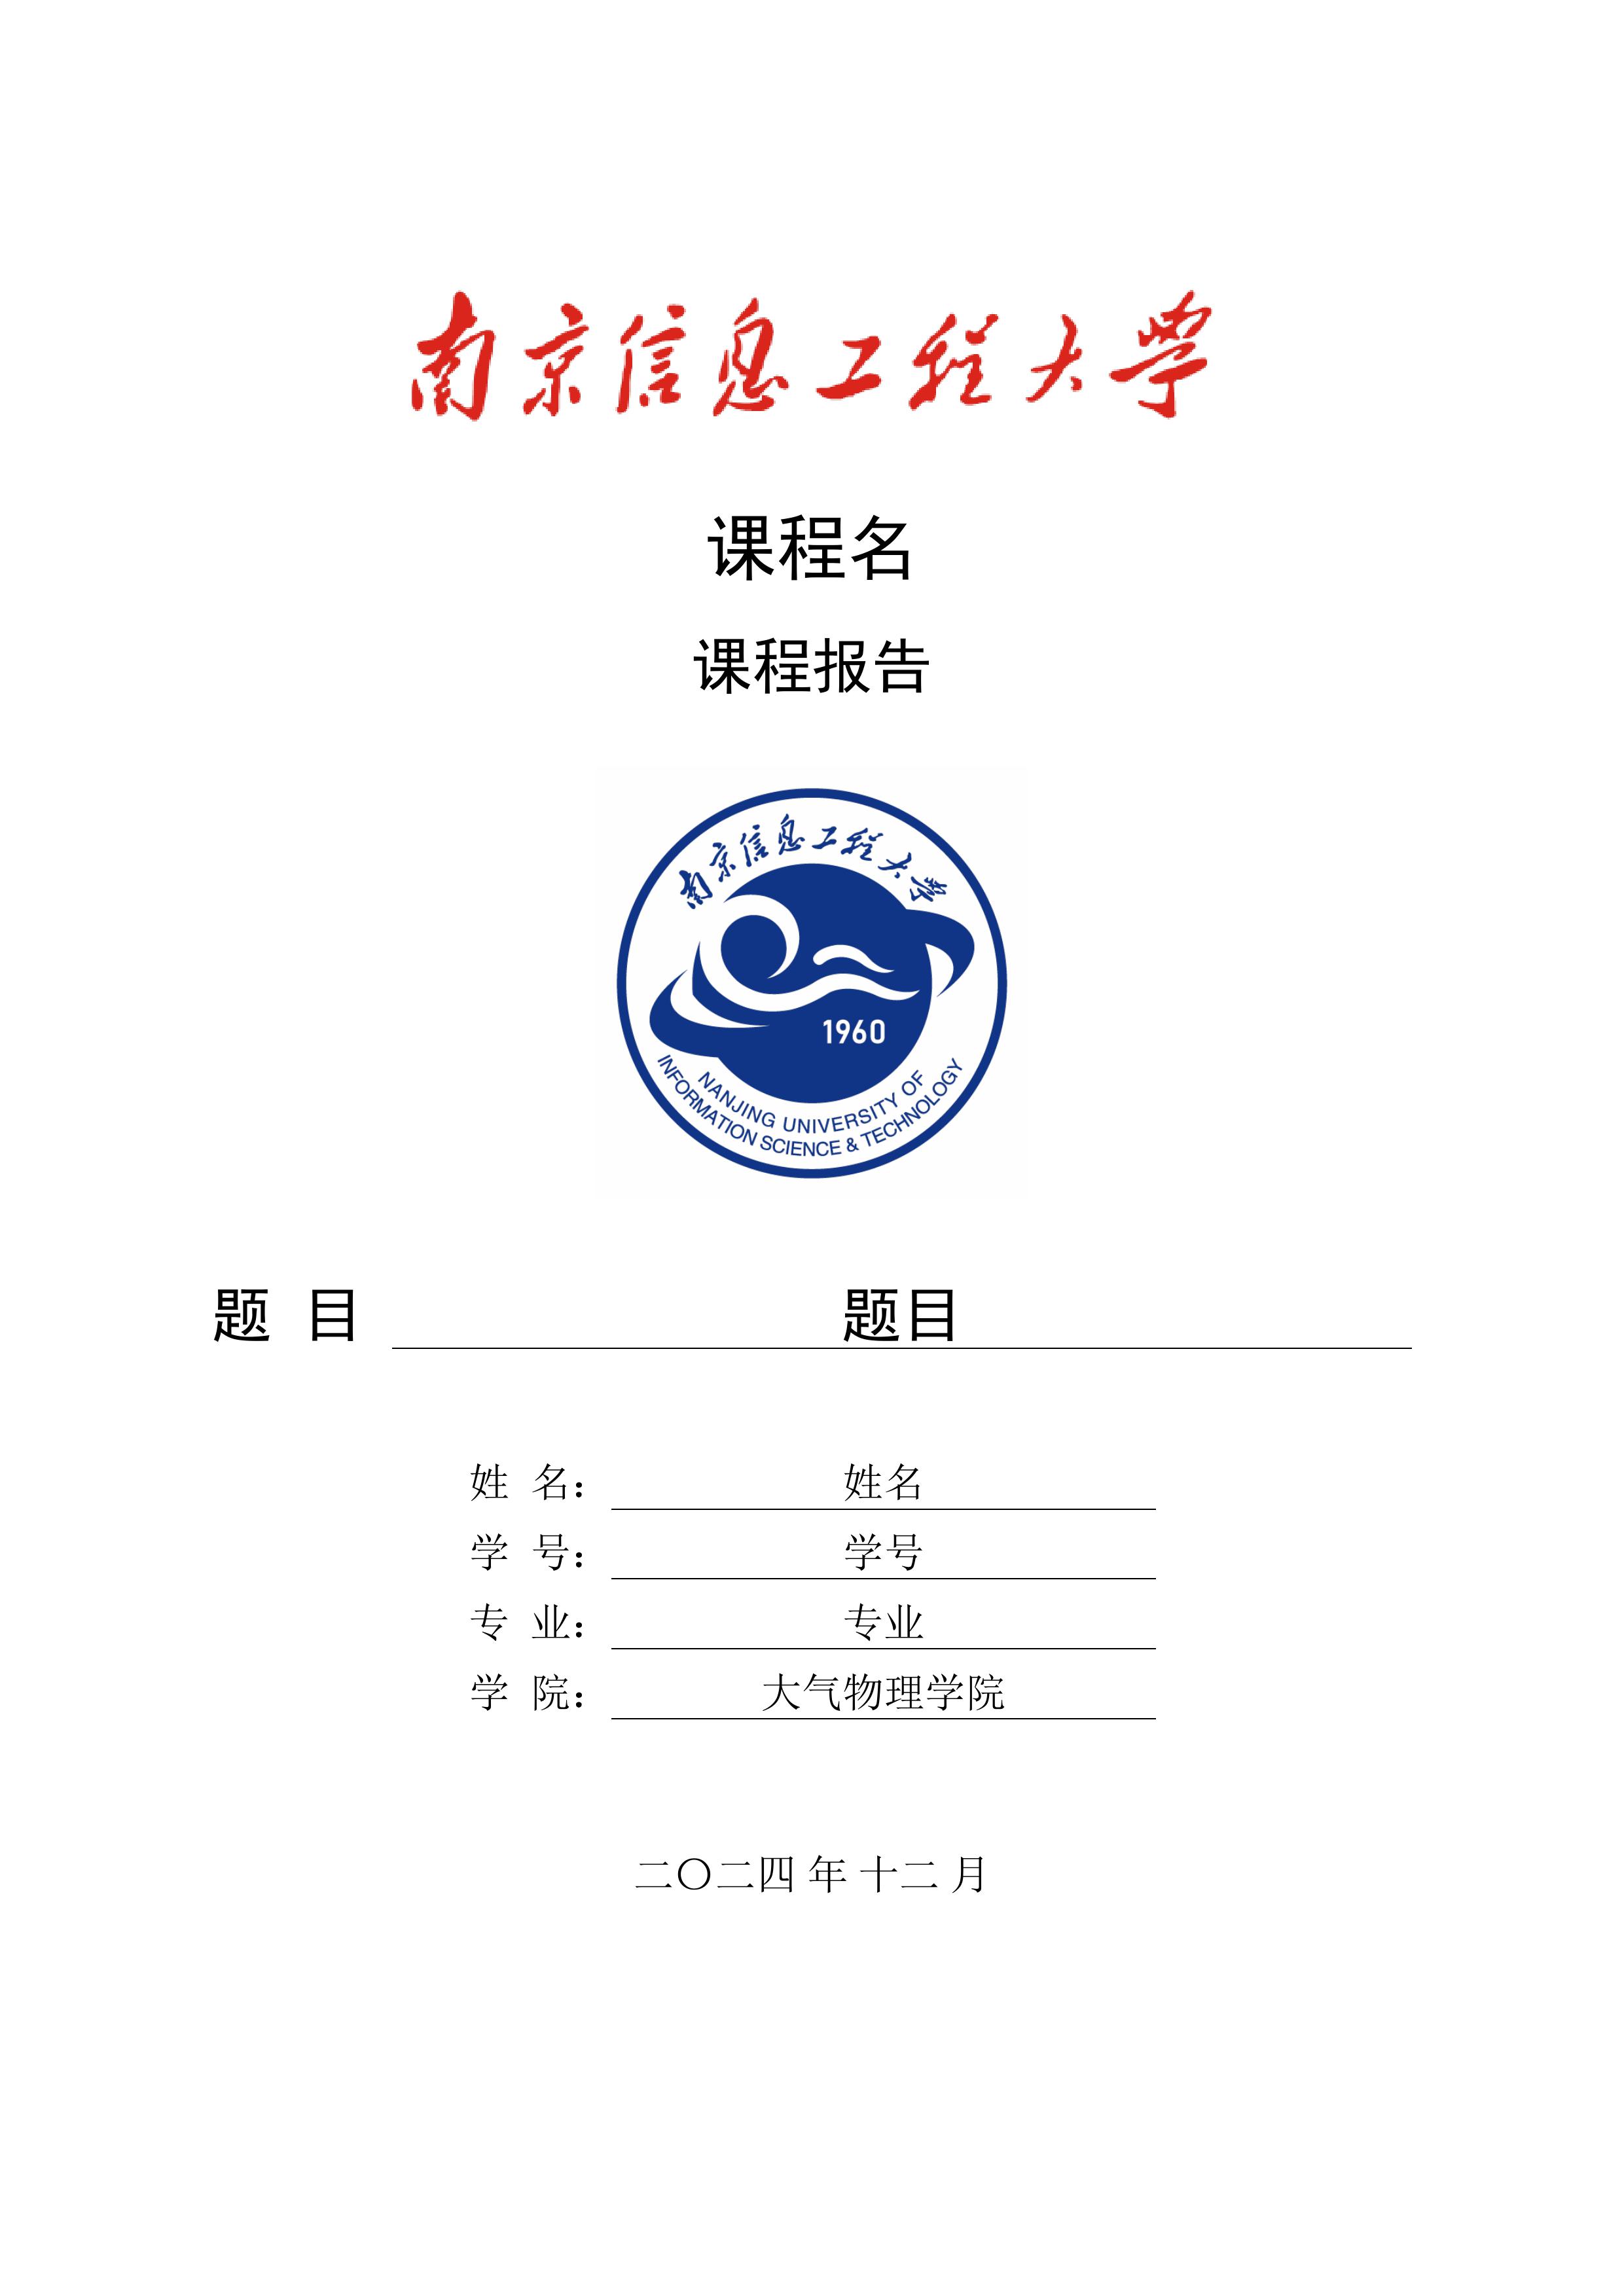 南京信息工程大学
课程名
课程报告
南京信息工程大学
1960
NANJING UNIVERSITY OF
INFORMATION SCIENCE & TECHNOLOGY
题 目 题目
姓 名： 姓名
学 号： 学号
专 业： 专业
学 院： 大气物理学院
二〇二四 年 十二 月